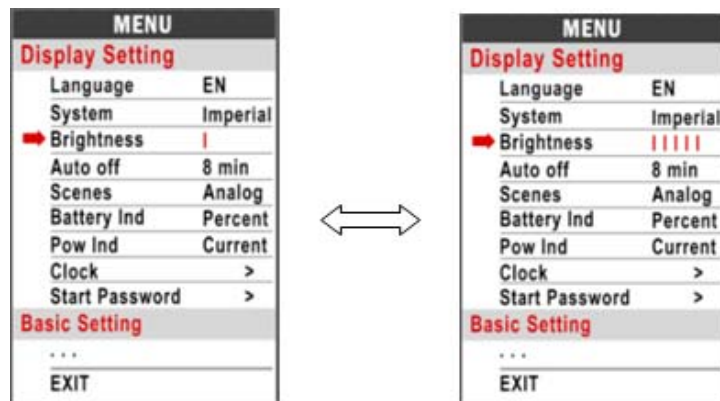 MENU
Display Setting
Language EN
System Imperial
Brightness I
Auto off 8 min
Scenes Analog
Battery Ind Percent
Pow Ind Current
Clock >
Start Password >
Basic Setting
...
EXIT
MENU
Display Setting
Language EN
System Imperial
Brightness IIIII
Auto off 8 min
Scenes Analog
Battery Ind Percent
Pow Ind Current
Clock >
Start Password >
Basic Setting
...
EXIT